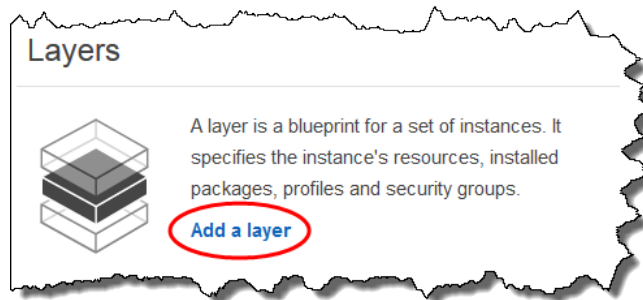 Layers
A layer is a blueprint for a set of instances. It
specifies the instance's resources, installed
packages, profiles and security groups.
Add a layer